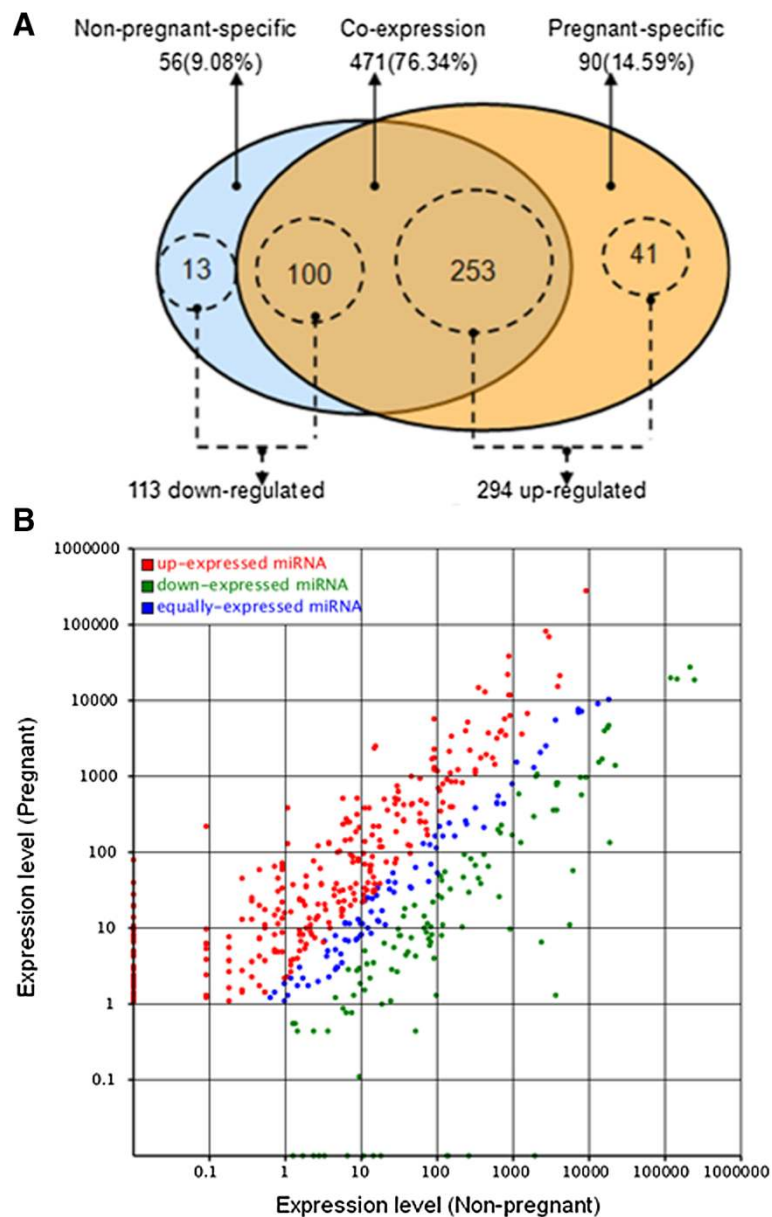 A
Non-pregnant-specific Co-expression Pregnant-specific
56(9.08%) 471(76.34%) 90(14.59%)
13 100 253 41
113 down-regulated 294 up-regulated
B
1000000
up-expressed miRNA
down-expressed miRNA
equally-expressed miRNA
100000
10000
1000
100
10
1
0.1
Expression level (Pregnant)
0.1 1 10 100 1000 10000 100000 1000000
Expression level (Non-pregnant)